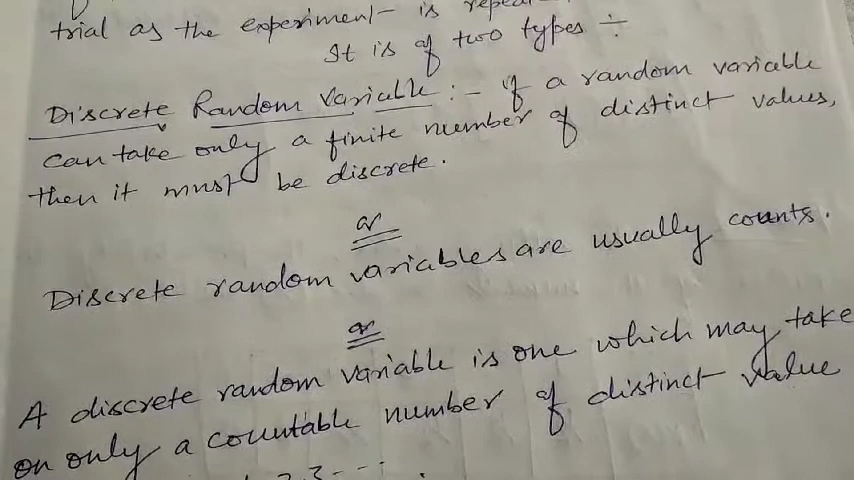 trial as the experiment is
It is of two types ÷
Discrete Random Variable :- if a random variable
can take only a finite number of distinct values,
then it must be discrete.
or
Discrete random variables are usually counts.
or
A discrete random variable is one which may take
on only a countable number of distinct value